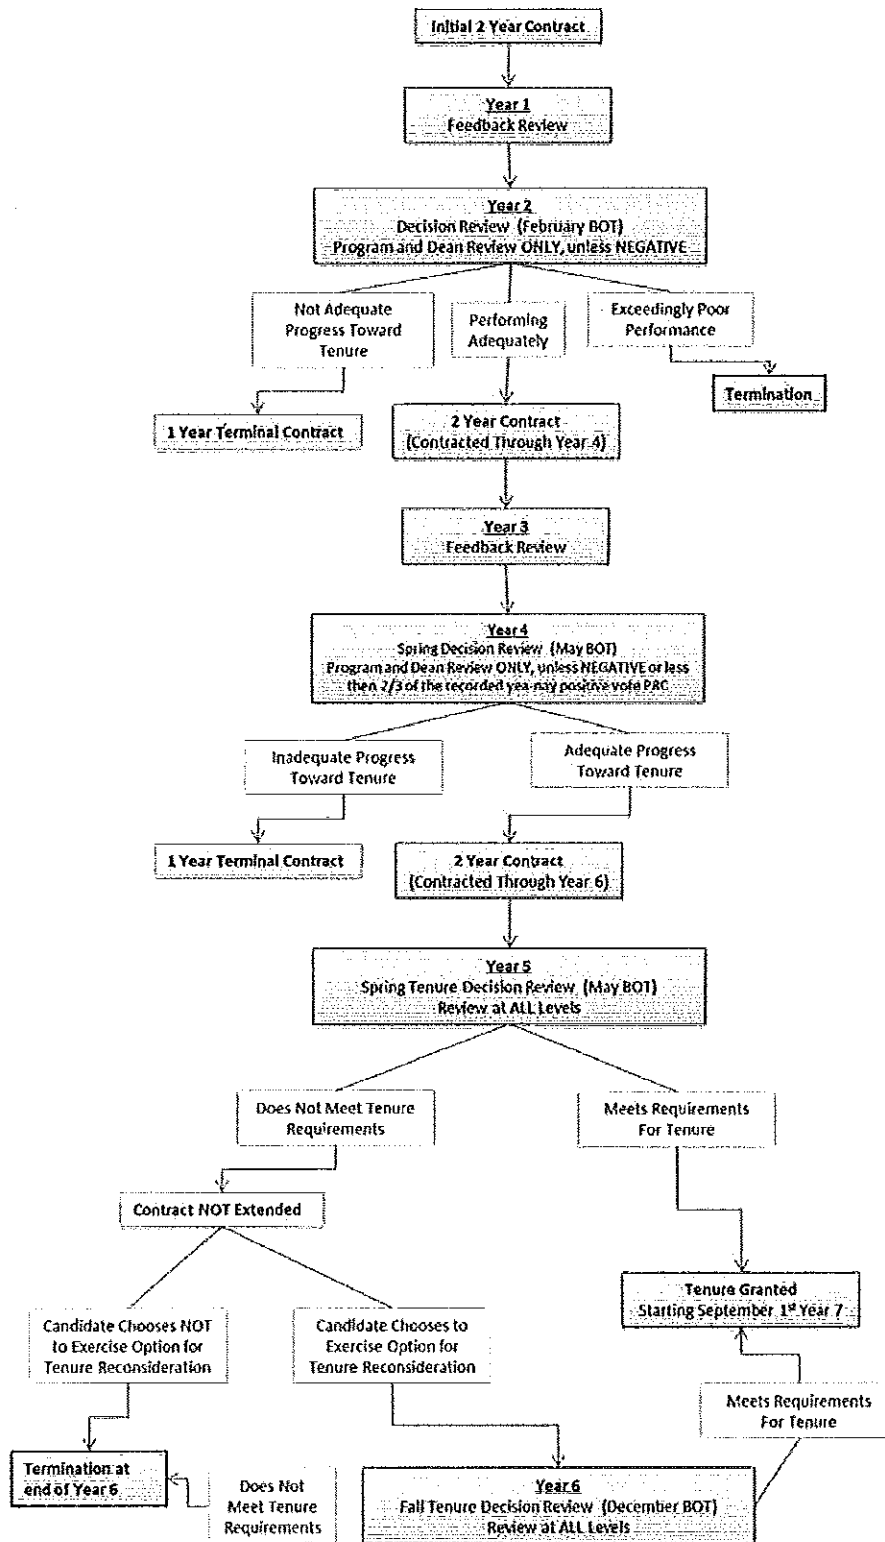 Initial 2 Year Contract
Year 1
Feedback Review
Year 2
Decision Review (February BOT)
Program and Dean Review ONLY, unless NEGATIVE
Not Adequate
Progress Toward
Tenure
Performing
Adequately
Exceedingly Poor
Performance
Termination
1 Year Terminal Contract
2 Year Contract
(Contracted Through Year 4)
Year 3
Feedback Review
Year 4
Spring Decision Review (May BOT)
Program and Dean Review ONLY, unless NEGATIVE or less
then 2/3 of the recorded yea-nay positive vote PRC
Inadequate Progress
Toward Tenure
Adequate Progress
Toward Tenure
1 Year Terminal Contract
2 Year Contract
(Contracted Through Year 6)
Year 5
Spring Tenure Decision Review (May BOT)
Review at ALL Levels
Does Not Meet Tenure
Requirements
Meets Requirements
For Tenure
Contract NOT Extended
Tenure Granted
Starting September 1st Year 7
Candidate Chooses NOT
to Exercise Option for
Tenure Reconsideration
Candidate Chooses to
Exercise Option for
Tenure Reconsideration
Meets Requirements
For Tenure
Termination at
end of Year 6
Does Not
Meet Tenure
Requirements
Year 6
Fall Tenure Decision Review (December BOT)
Review at ALL Levels